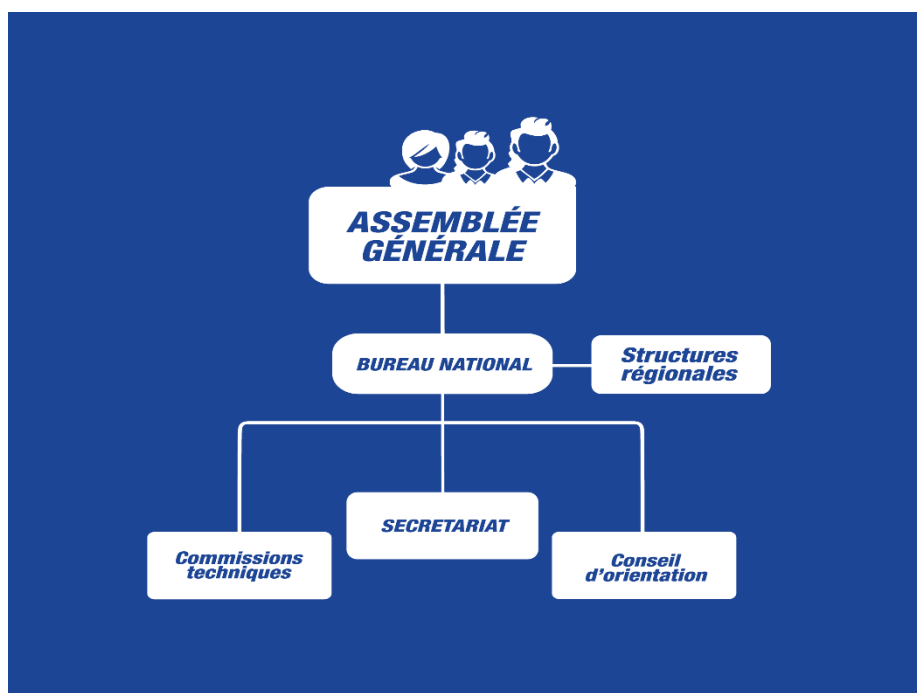 ASSEMBLÉE
GÉNÉRALE
BUREAU NATIONAL
Structures
régionales
SECRETARIAT
Commissions
techniques
Conseil
d'orientation